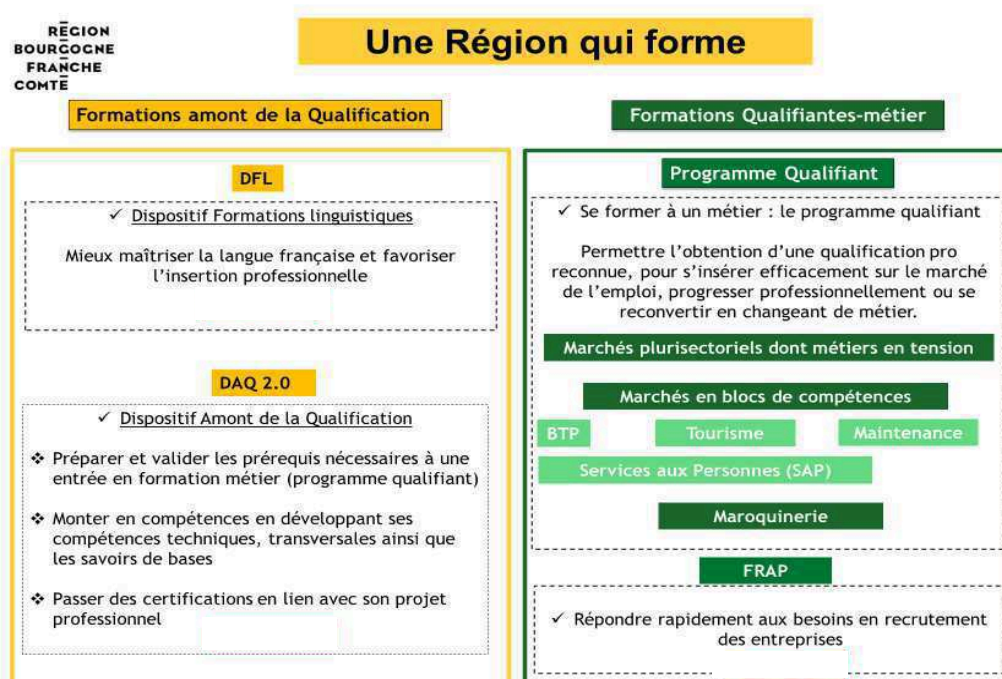 RÉGION
BOURGOGNE
FRANCHE
COMTÉ
Une Région qui forme
Formations amont de la Qualification
DFL
✓ Dispositif Formations linguistiques
Mieux maîtriser la langue française et favoriser
l'insertion professionnelle
DAQ 2.0
✓ Dispositif Amont de la Qualification
❖ Préparer et valider les prérequis nécessaires à une
entrée en formation métier (programme qualifiant)
❖ Monter en compétences en développant ses
compétences techniques, transversales ainsi que
les savoirs de bases
❖ Passer des certifications en lien avec son projet
professionnel
Formations Qualifiantes-métier
Programme Qualifiant
✓ Se former à un métier : le programme qualifiant
Permettre l'obtention d'une qualification pro
reconnue, pour s'insérer efficacement sur le marché
de l'emploi, progresser professionnellement ou se
reconvertir en changeant de métier.
Marchés plurisectoriels dont métiers en tension
Marchés en blocs de compétences
BTP Tourisme Maintenance
Services aux Personnes (SAP)
Maroquinerie
FRAP
✓ Répondre rapidement aux besoins en recrutement
des entreprises